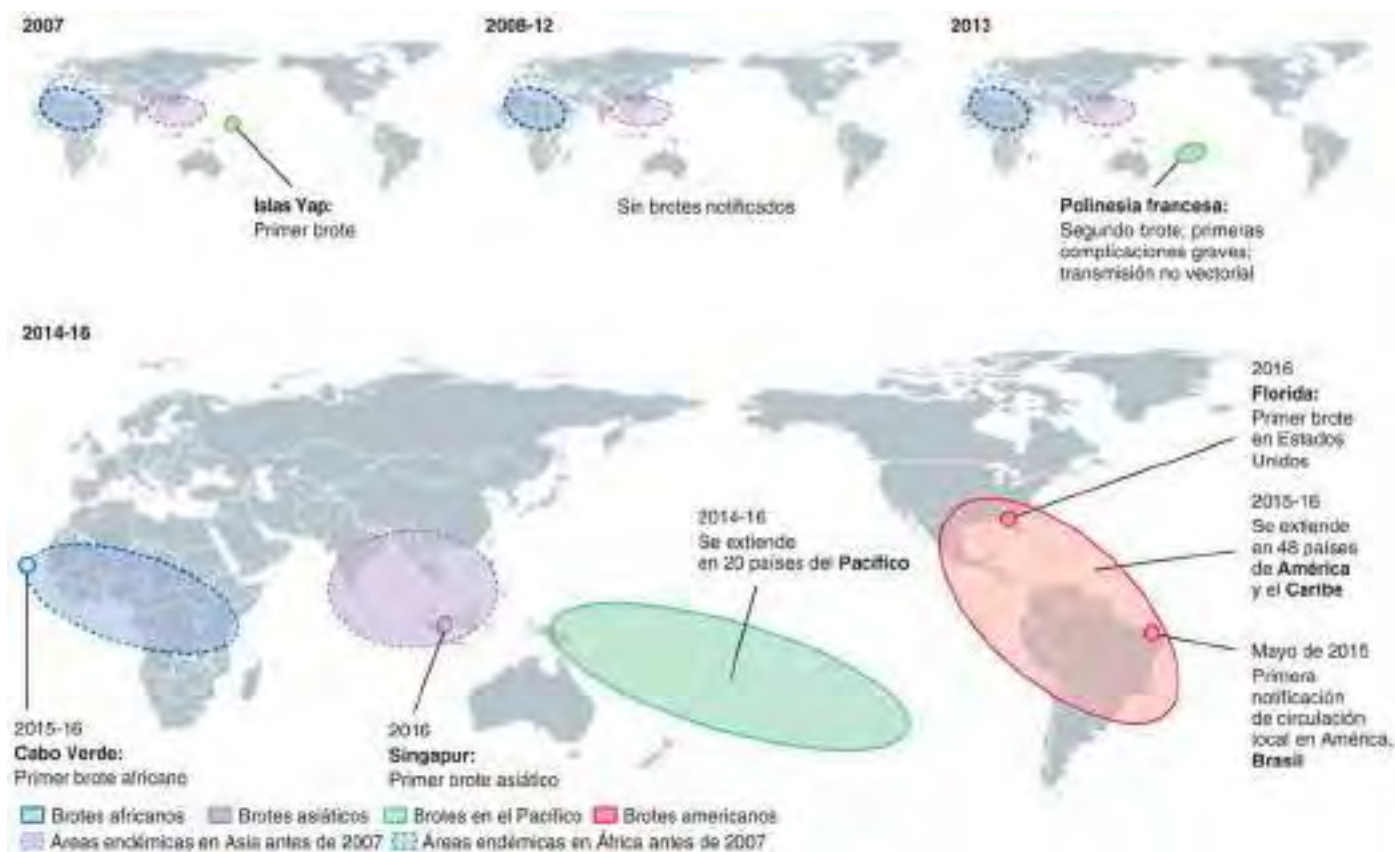 2007
2008-12
2013
Islas Yap:
Primer brote
Sin brotes notificados
Polinesia francesa:
Segundo brote; primeras
complicaciones graves;
transmisión no vectorial
2014-16
2016
Florida:
Primer brote
en Estados
Unidos
2015-16
Se extiende
en 48 países
de América
y el Caribe
2014-16
Se extiende
en 20 países del Pacífico
Mayo de 2015
Primera
notificación
de circulación
local en América,
Brasil
2015-16
Cabo Verde:
Primer brote africano
2016
Singapur:
Primer brote asiático
Brotes africanos Brotes asiáticos Brotes en el Pacífico Brotes americanos
Áreas endémicas en Asia antes de 2007 Áreas endémicas en África antes de 2007